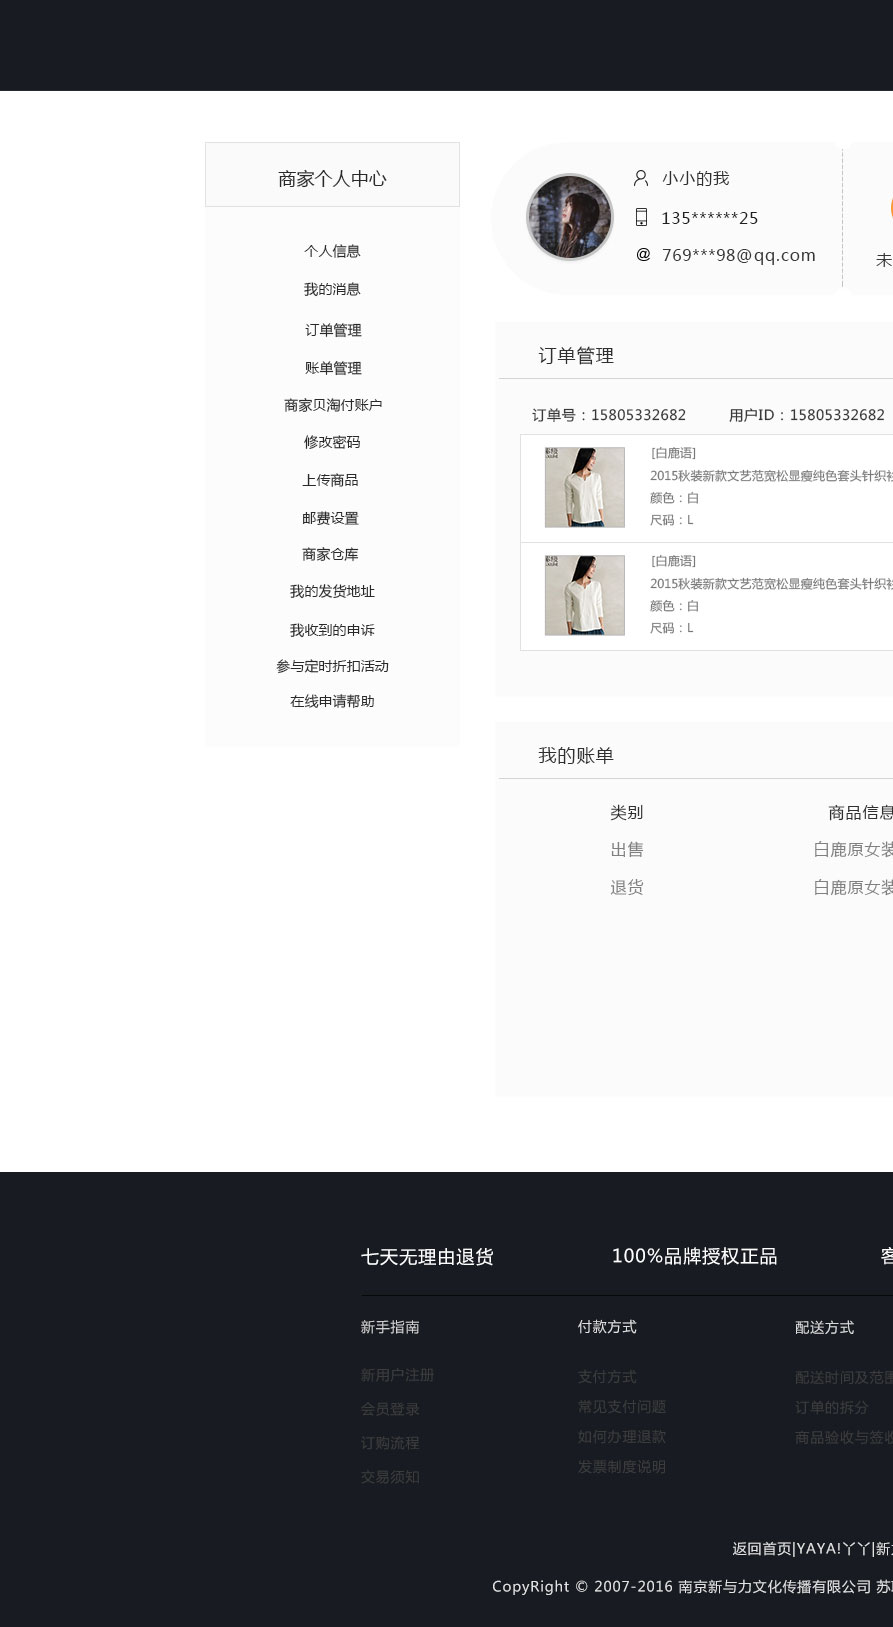 商家个人中心
个人信息
我的消息
订单管理
账单管理
商家贝淘付账户
修改密码
上传商品
邮费设置
商家仓库
我的发货地址
我收到的申诉
参与定时折扣活动
在线申请帮助
小小的我
135******25
@ 769***98@qq.com
未
订单管理
订单号：15805332682 用户ID：15805332682
[白鹿语]
2015秋装新款文艺范宽松显瘦纯色套头针织
颜色：白
尺码：L
[白鹿语]
2015秋装新款文艺范宽松显瘦纯色套头针织
颜色：白
尺码：L
我的账单
类别 商品信息
出售 白鹿原女装
退货 白鹿原女装
七天无理由退货 100%品牌授权正品 客
新手指南
新用户注册
会员登录
订购流程
交易须知
付款方式
支付方式
常见支付问题
如何办理退款
发票制度说明
配送方式
配送时间及范围
订单的拆分
商品验收与签收
返回首页|YAYA!丫丫|新
CopyRight © 2007-2016 南京新与力文化传播有限公司 苏